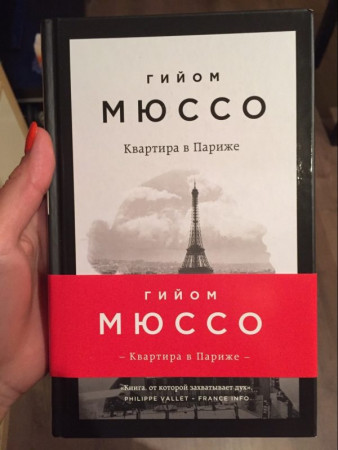 ГИЙОМ
МЮССО
Квартира в Париже
ГИЙОМ
МЮССО
– Квартира в Париже –
«Книга, от которой захватывает дух».
PHILIPPE VALLET – FRANCE INFO